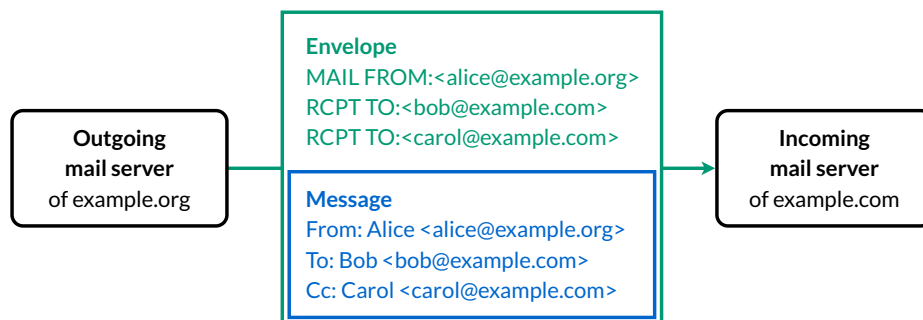 Outgoing
mail server
of example.org
Envelope
MAIL FROM:<alice@example.org>
RCPT TO:<bob@example.com>
RCPT TO:<carol@example.com>
Message
From: Alice <alice@example.org>
To: Bob <bob@example.com>
Cc: Carol <carol@example.com>
Incoming
mail server
of example.com